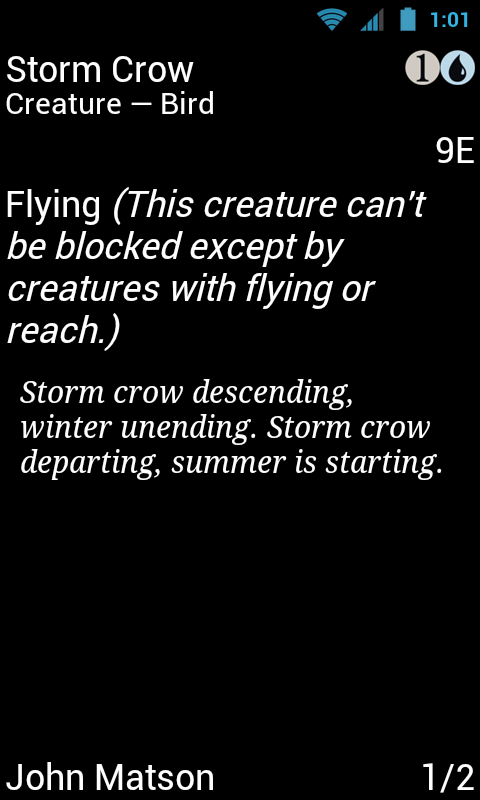 1:01
Storm Crow 1
Creature — Bird
9E
Flying (This creature can't
be blocked except by
creatures with flying or
reach.)
Storm crow descending,
winter unending. Storm crow
departing, summer is starting.
John Matson 1/2